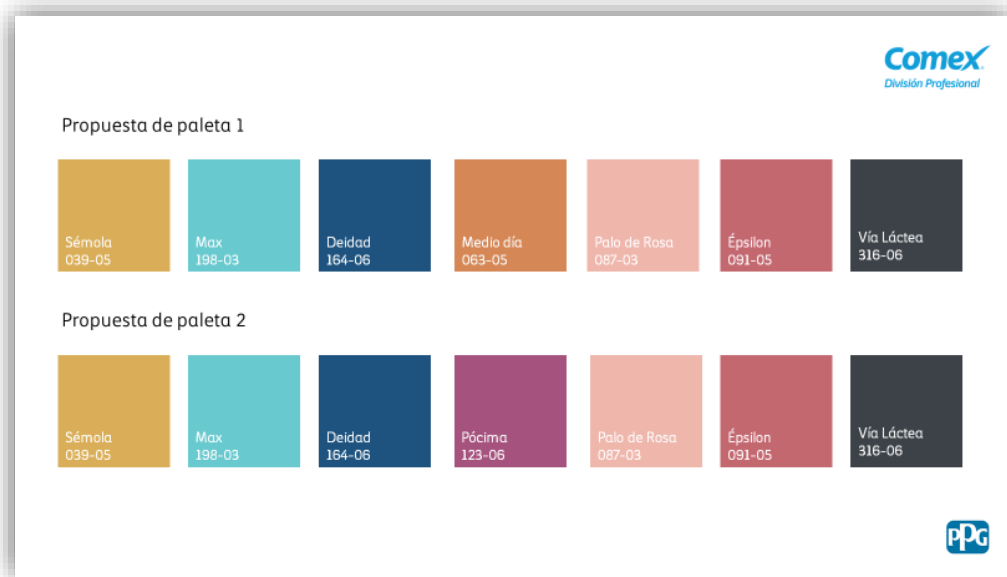 Comex
División Profesional
Propuesta de paleta 1
Sémola
039-05
Max
198-03
Deidad
164-06
Medio día
063-05
Palo de Rosa
087-03
Épsilon
091-05
Vía Láctea
316-06
Propuesta de paleta 2
Sémola
039-05
Max
198-03
Deidad
164-06
Pócima
123-06
Palo de Rosa
087-03
Épsilon
091-05
Vía Láctea
316-06
PPG